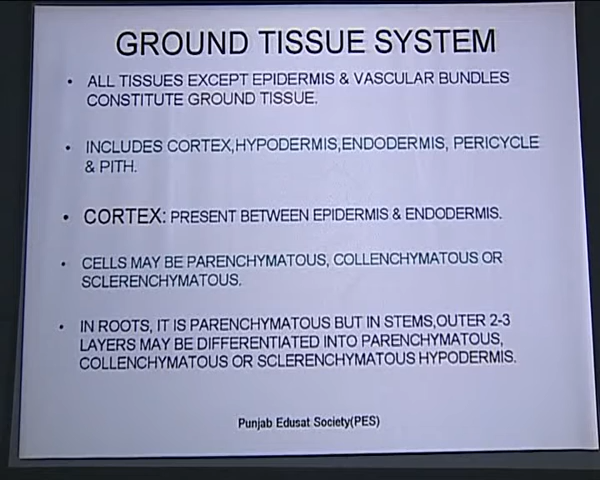 GROUND TISSUE SYSTEM
• ALL TISSUES EXCEPT EPIDERMIS & VASCULAR BUNDLES
CONSTITUTE GROUND TISSUE.
• INCLUDES CORTEX,HYPODERMIS,ENDODERMIS, PERICYCLE
& PITH.
• CORTEX: PRESENT BETWEEN EPIDERMIS & ENDODERMIS.
• CELLS MAY BE PARENCHYMATOUS, COLLENCHYMATOUS OR
SCLERENCHYMATOUS.
• IN ROOTS, IT IS PARENCHYMATOUS BUT IN STEMS,OUTER 2-3
LAYERS MAY BE DIFFERENTIATED INTO PARENCHYMATOUS,
COLLENCHYMATOUS OR SCLERENCHYMATOUS HYPODERMIS.
Punjab Edusat Society(PES)